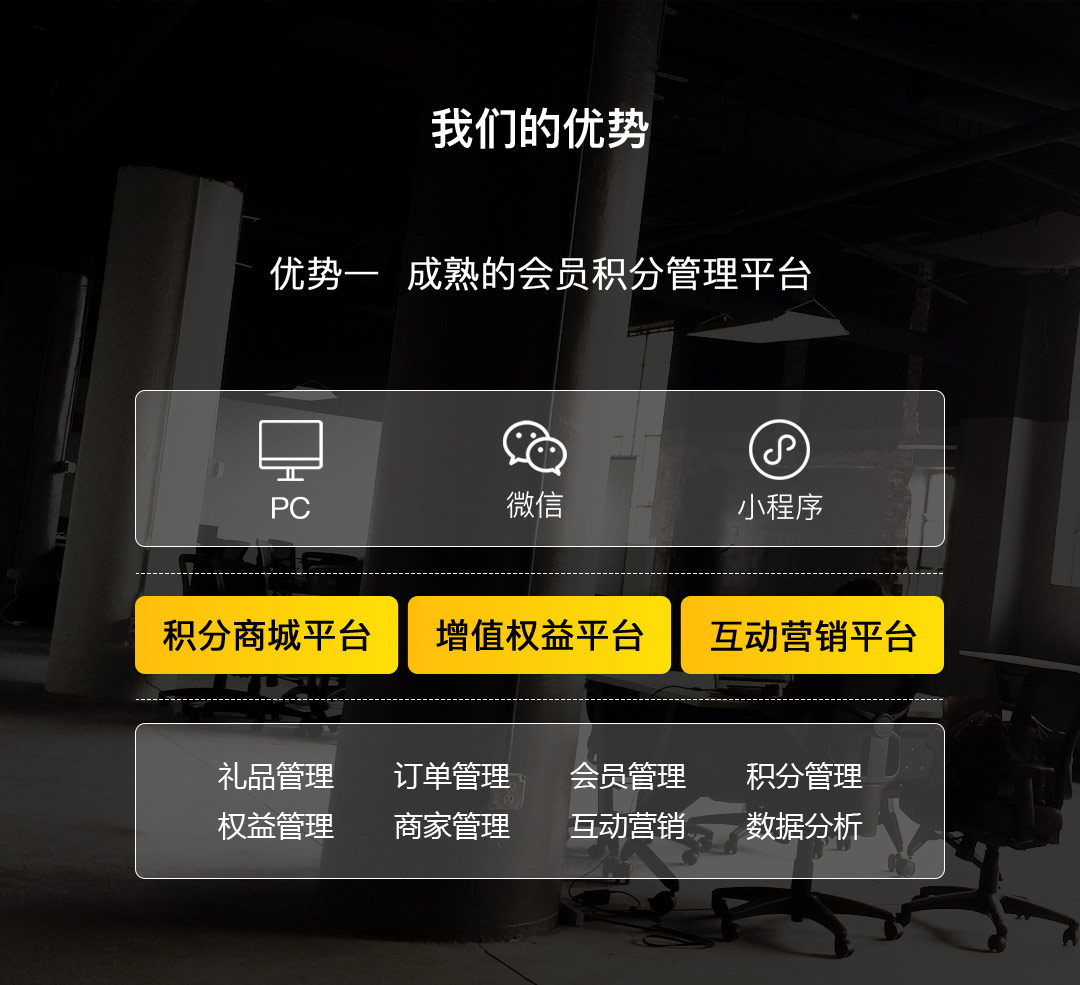 我们的优势
优势一 成熟的会员积分管理平台
PC 微信 小程序
积分商城平台 增值权益平台 互动营销平台
礼品管理 订单管理 会员管理 积分管理
权益管理 商家管理 互动营销 数据分析